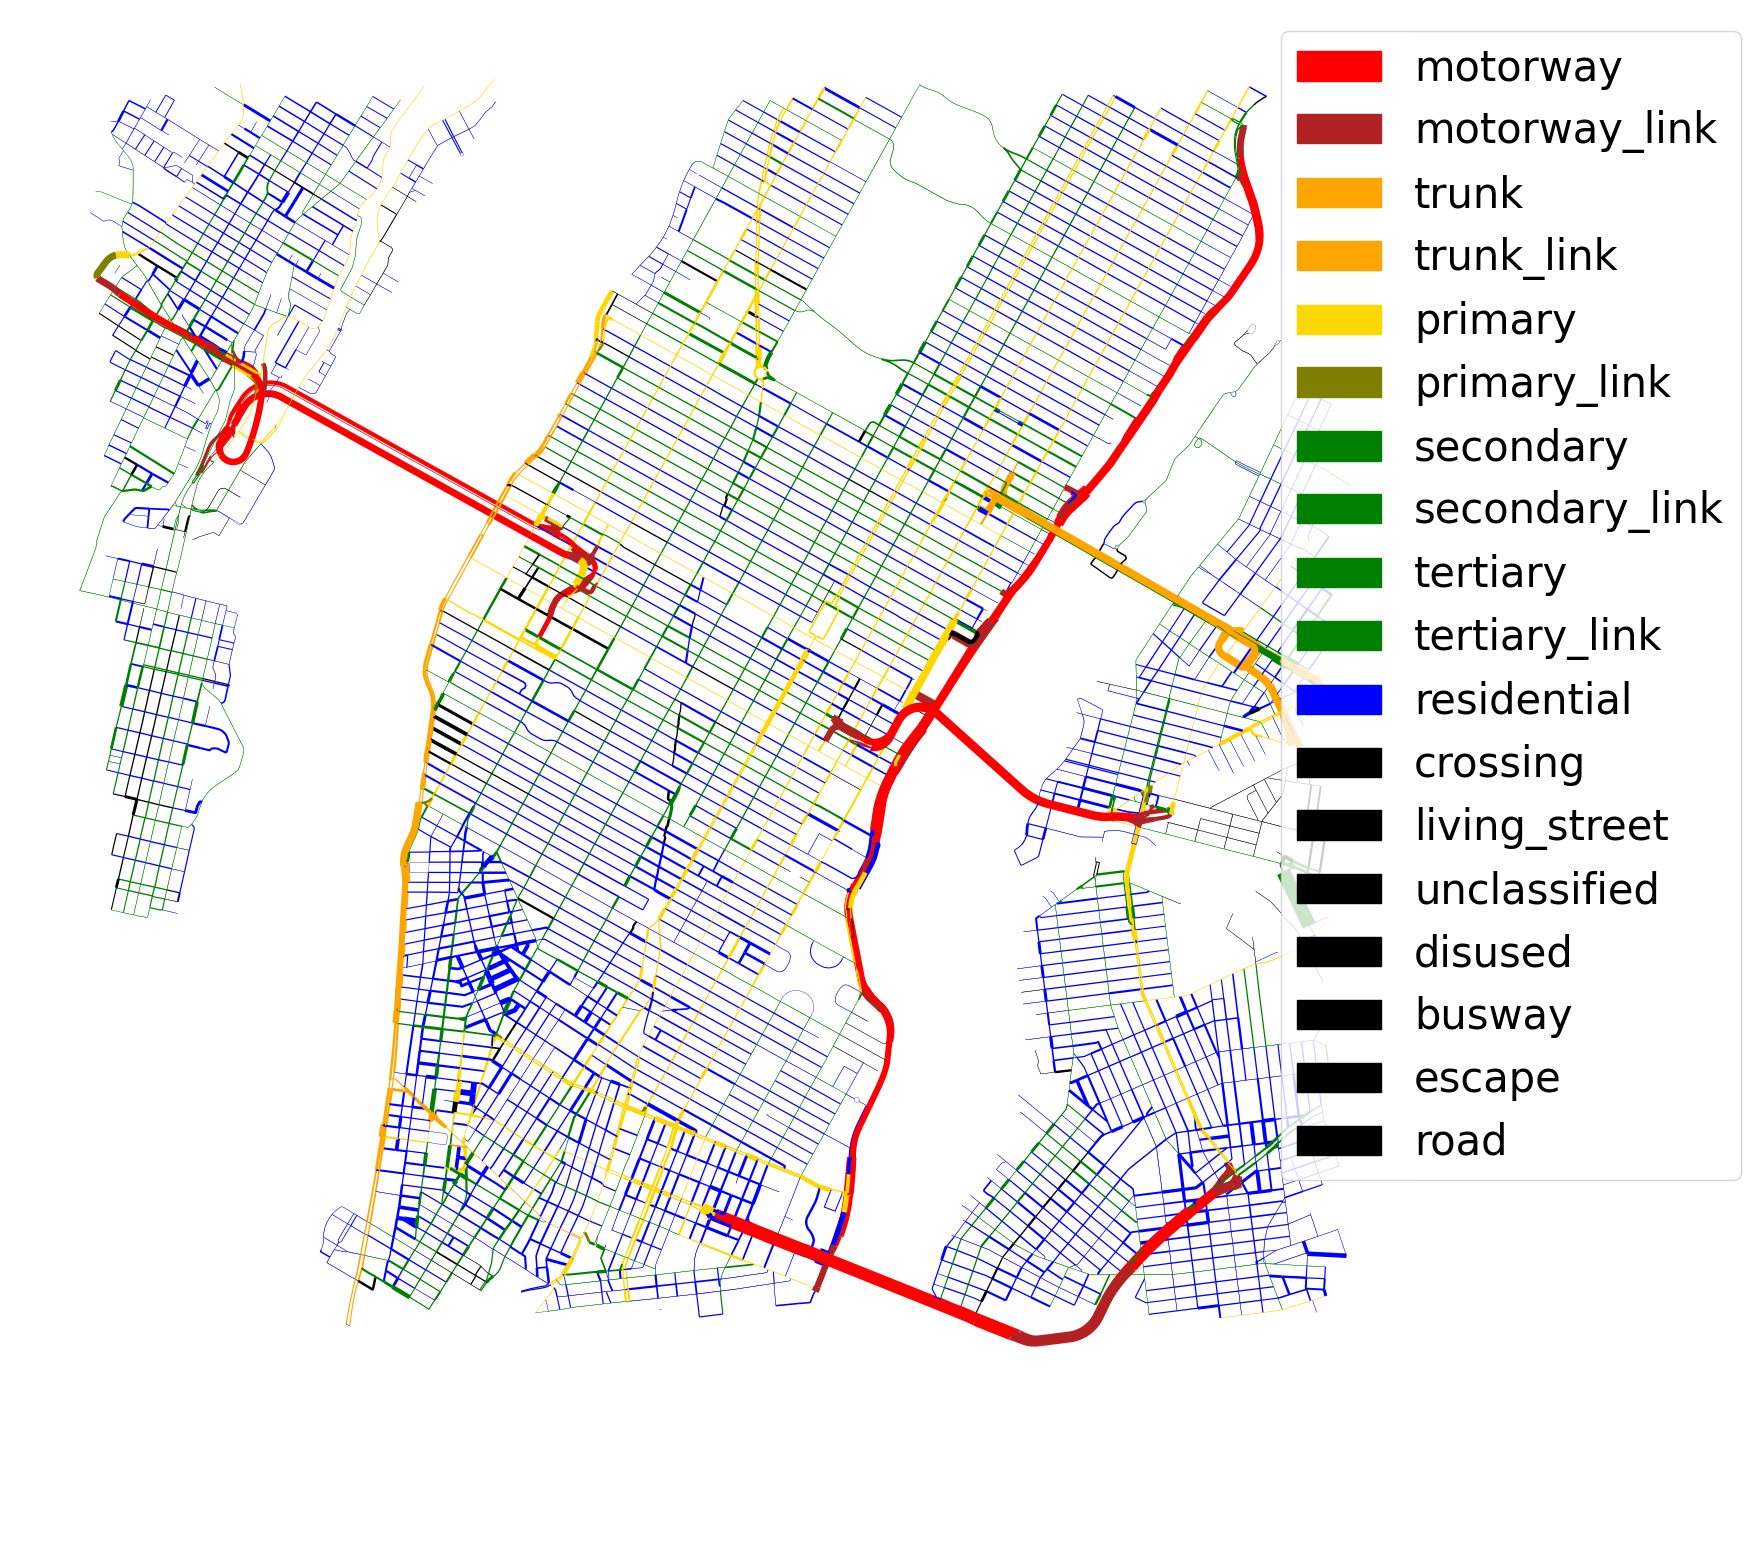 motorway
motorway_link
trunk
trunk_link
primary
primary_link
secondary
secondary_link
tertiary
tertiary_link
residential
crossing
living_street
unclassified
disused
busway
escape
road